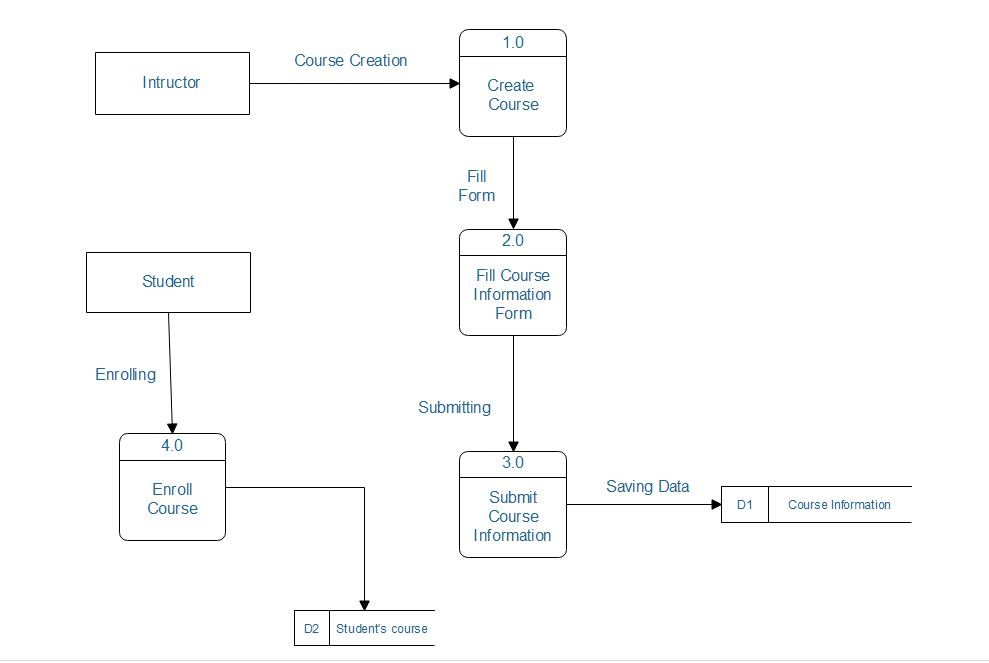 1.0
Course Creation
Intructor
Create
Course
Fill
Form
2.0
Fill Course
Information
Form
Student
Enrolling
Submitting
4.0
3.0
Enroll
Course
Submit
Course
Information
Saving Data
D1
Course Information
D2
Student's course